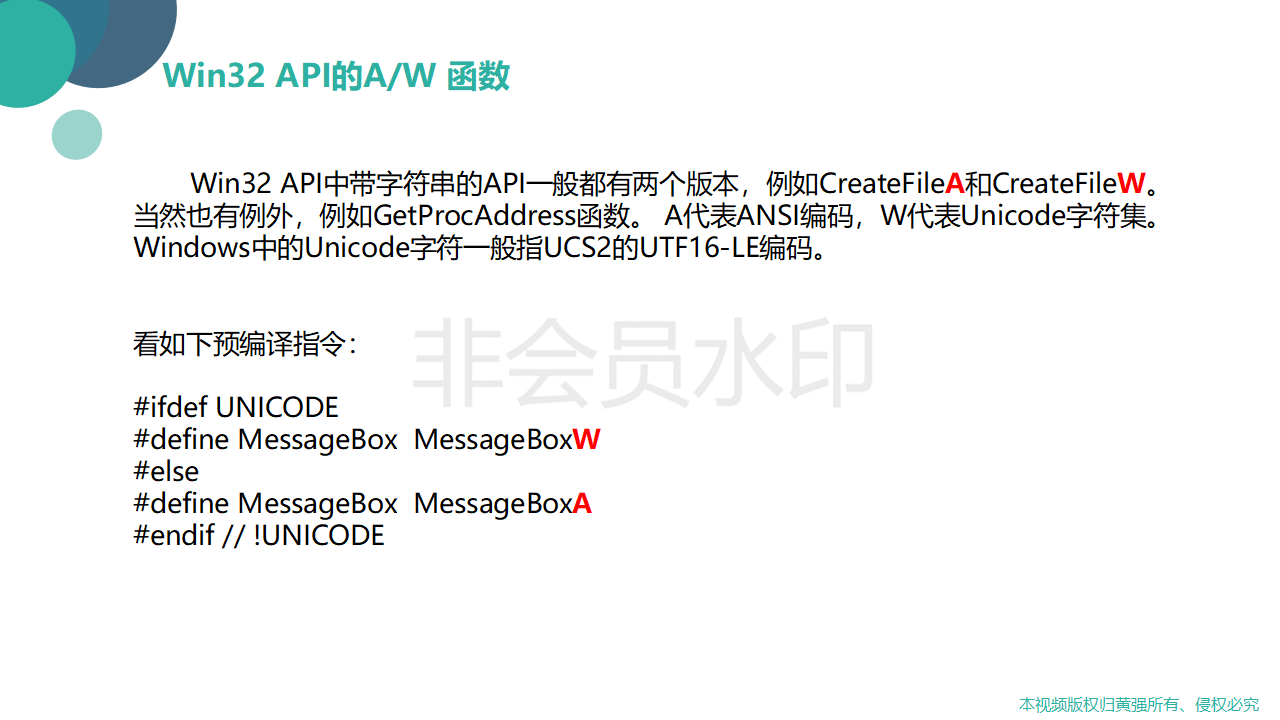 Win32 API的A/W 函数
Win32 API中带字符串的API一般都有两个版本，例如CreateFileA和CreateFileW。
当然也有例外，例如GetProcAddress函数。 A代表ANSI编码，W代表Unicode字符集。
Windows中的Unicode字符一般指UCS2的UTF16-LE编码。
看如下预编译指令：
非会员水印
#ifdef UNICODE
#define MessageBox  MessageBoxW
#else
#define MessageBox  MessageBoxA
#endif // !UNICODE
本视频版权归黄强所有、侵权必究